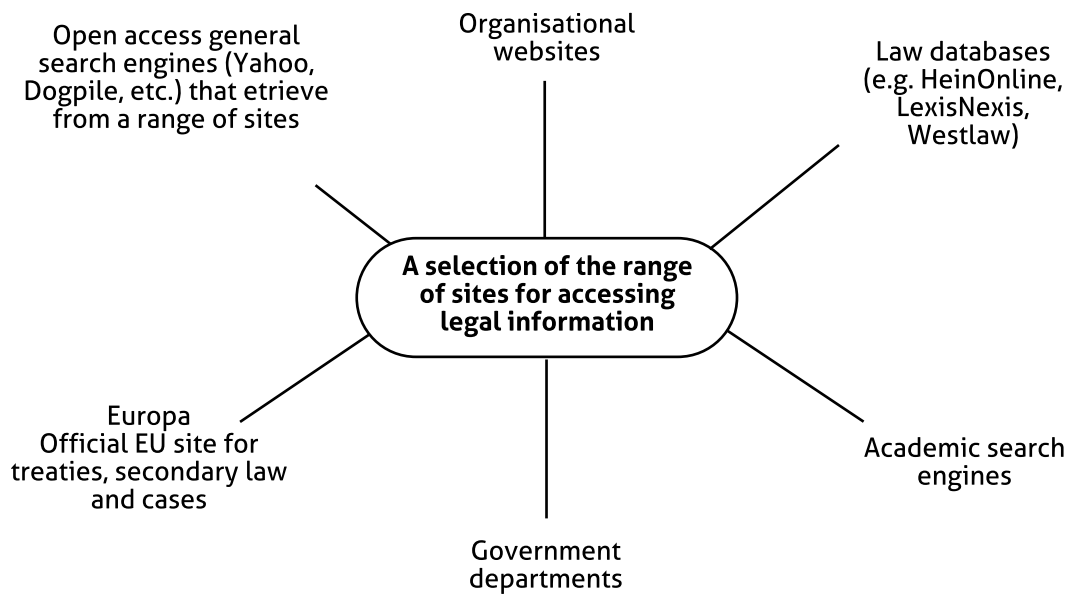 Open access general
search engines (Yahoo,
Dogpile, etc.) that etrieve
from a range of sites
Organisational
websites
Law databases
(e.g. HeinOnline,
LexisNexis,
Westlaw)
A selection of the range
of sites for accessing
legal information
Europa
Official EU site for
treaties, secondary law
and cases
Academic search
engines
Government
departments